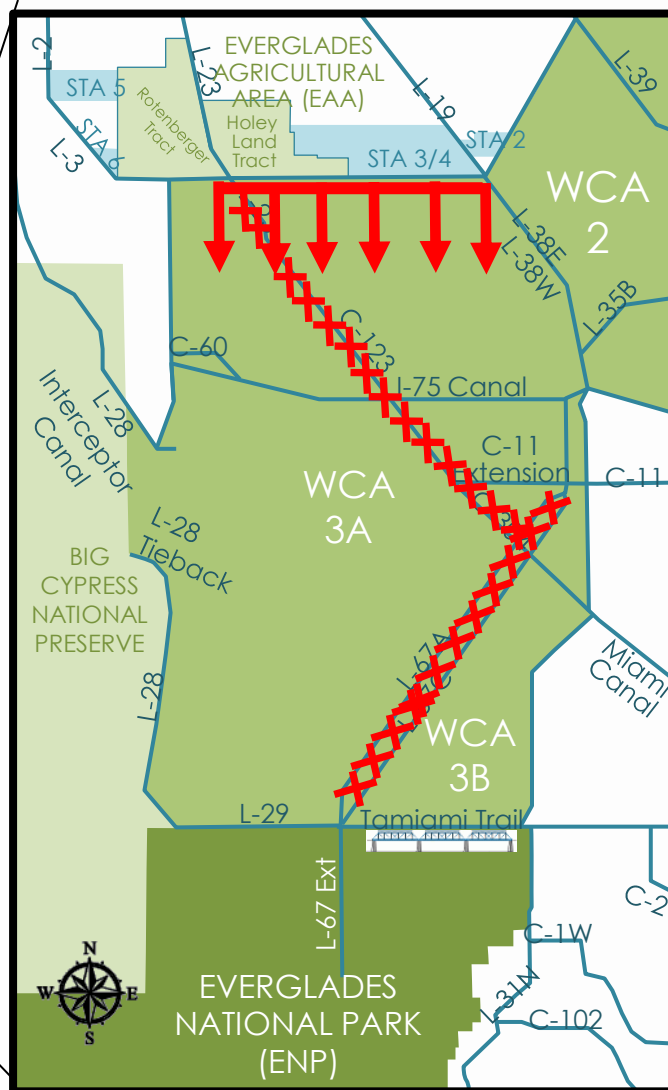 L-2
L-23
EVERGLADES
AGRICULTURAL
AREA (EAA)
L-19
L-39
STA 5
Rotenberger
Tract
Holey
Land
Tract
STA 2
STA 6
L-3
STA 3/4
WCA
2
L-38E
L-38W
L-35B
C-123
C-60
I-75 Canal
L-28
Interceptor
Canal
C-11
Extension
C-11
WCA
3A
L-28
Tieback
BIG
CYPRESS
NATIONAL
PRESERVE
L-67A
Miami
Canal
L-28
WCA
3B
L-29
Tamiami Trail
L-67 Ext
C-2
C-1W
L-31N
C-102
N
W
E
S
EVERGLADES
NATIONAL PARK
(ENP)